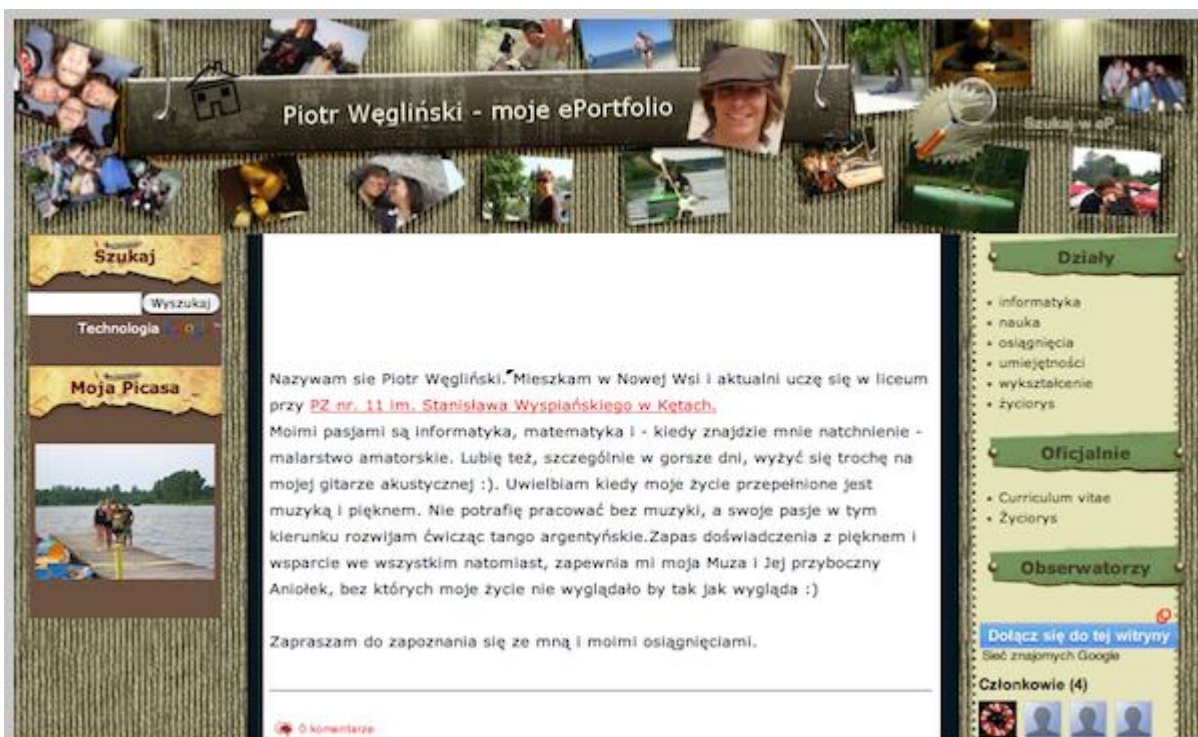 Piotr Węgliński - moje ePortfolio
Szukaj w eP...
Szukaj
Wyszukaj
Technologia Google™
Moja Picasa
Nazywam sie Piotr Węgliński. Mieszkam w Nowej Wsi i aktualni uczę się w liceum
przy PZ nr. 11 im. Stanisława Wyspiańskiego w Kętach.
Moimi pasjami są informatyka, matematyka i - kiedy znajdzie mnie natchnienie -
malarstwo amatorskie. Lubię też, szczególnie w gorsze dni, wyżyć się trochę na
mojej gitarze akustycznej :). Uwielbiam kiedy moje życie przepełnione jest
muzyką i pięknem. Nie potrafię pracować bez muzyki, a swoje pasje w tym
kierunku rozwijam ćwicząc tango argentyńskie.Zapas doświadczenia z pięknem i
wsparcie we wszystkim natomiast, zapewnia mi moja Muza i Jej przyboczny
Aniołek, bez których moje życie nie wyglądało by tak jak wygląda :)
Zapraszam do zapoznania się ze mną i moimi osiągnięciami.
0 komentarze
Działy
informatyka
nauka
osiągnięcia
umiejętności
wykształcenie
życiorys
Oficjalnie
Curriculum vitae
Życiorys
Obserwatorzy
Dołącz się do tej witryny
Sieć znajomych Google
Członkowie (4)